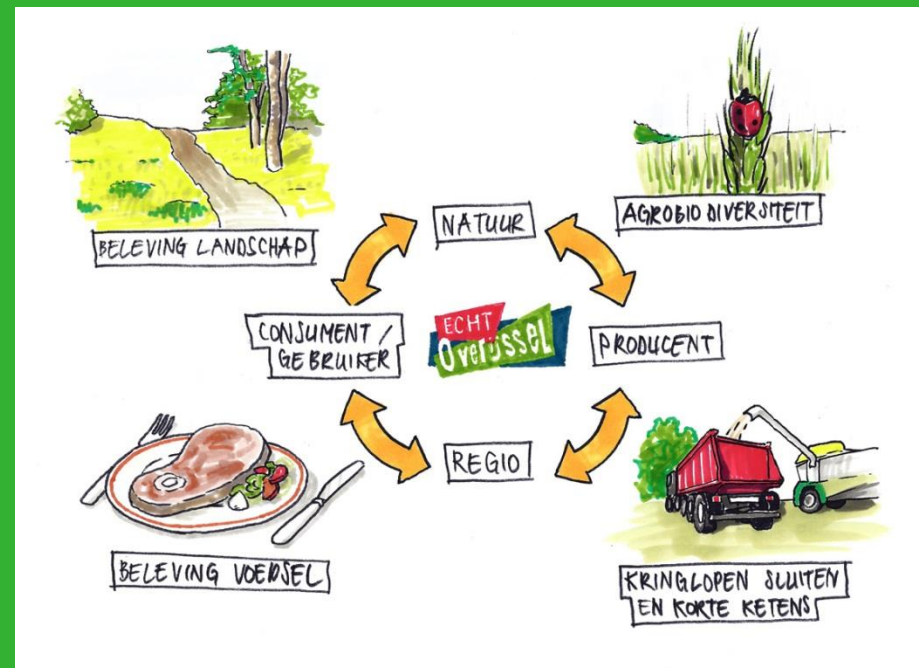 BELEVING LANDSCHAP
NATUUR
AGROBIODIVERSITEIT
CONSUMENT /
GEBRUIKER
ECHT
Overijssel
PRODUCENT
REGIO
BELEVING VOEDSEL
KRINGLOPEN SLUITEN
EN KORTE KETENS